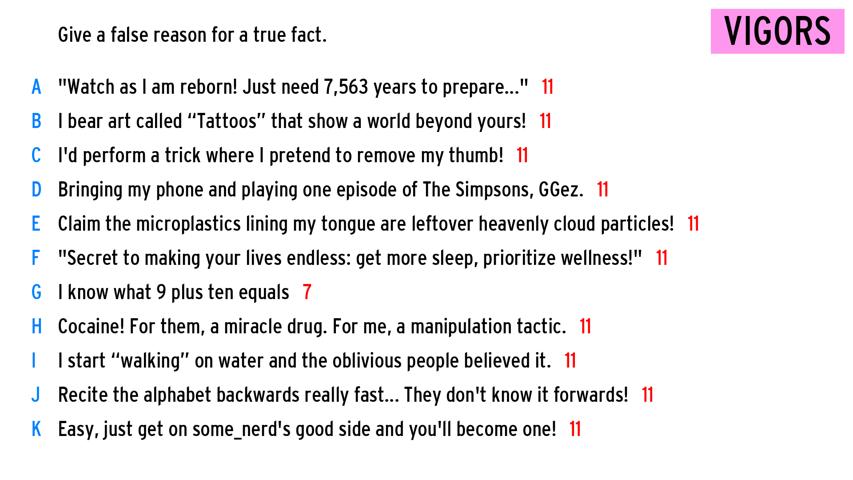 Give a false reason for a true fact.
VIGORS
A "Watch as I am reborn! Just need 7,563 years to prepare..." 11
B I bear art called “Tattoos” that show a world beyond yours! 11
C I'd perform a trick where I pretend to remove my thumb! 11
D Bringing my phone and playing one episode of The Simpsons, GGez. 11
E Claim the microplastics lining my tongue are leftover heavenly cloud particles! 11
F "Secret to making your lives endless: get more sleep, prioritize wellness!" 11
G I know what 9 plus ten equals 7
H Cocaine! For them, a miracle drug. For me, a manipulation tactic. 11
I I start “walking” on water and the oblivious people believed it. 11
J Recite the alphabet backwards really fast... They don't know it forwards! 11
K Easy, just get on some_nerd's good side and you'll become one! 11